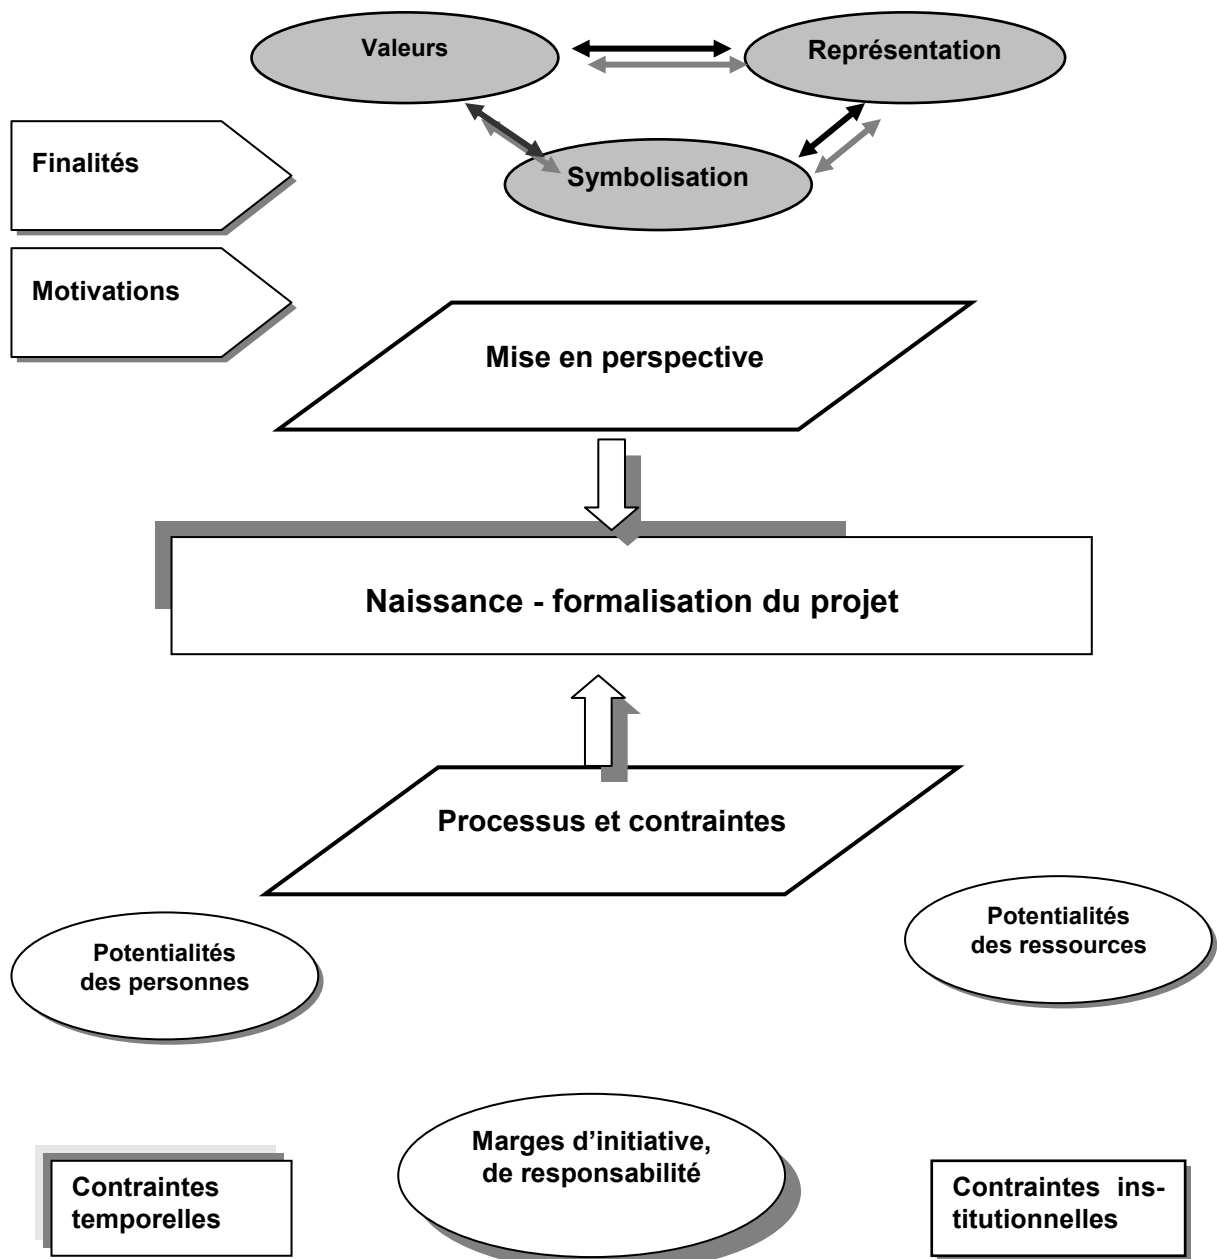 Valeurs
Représentation
Finalités
Symbolisation
Motivations
Mise en perspective
Naissance - formalisation du projet
Processus et contraintes
Potentialités
des personnes
Potentialités
des ressources
Marges d’initiative,
de responsabilité
Contraintes
temporelles
Contraintes ins-
titutionnelles